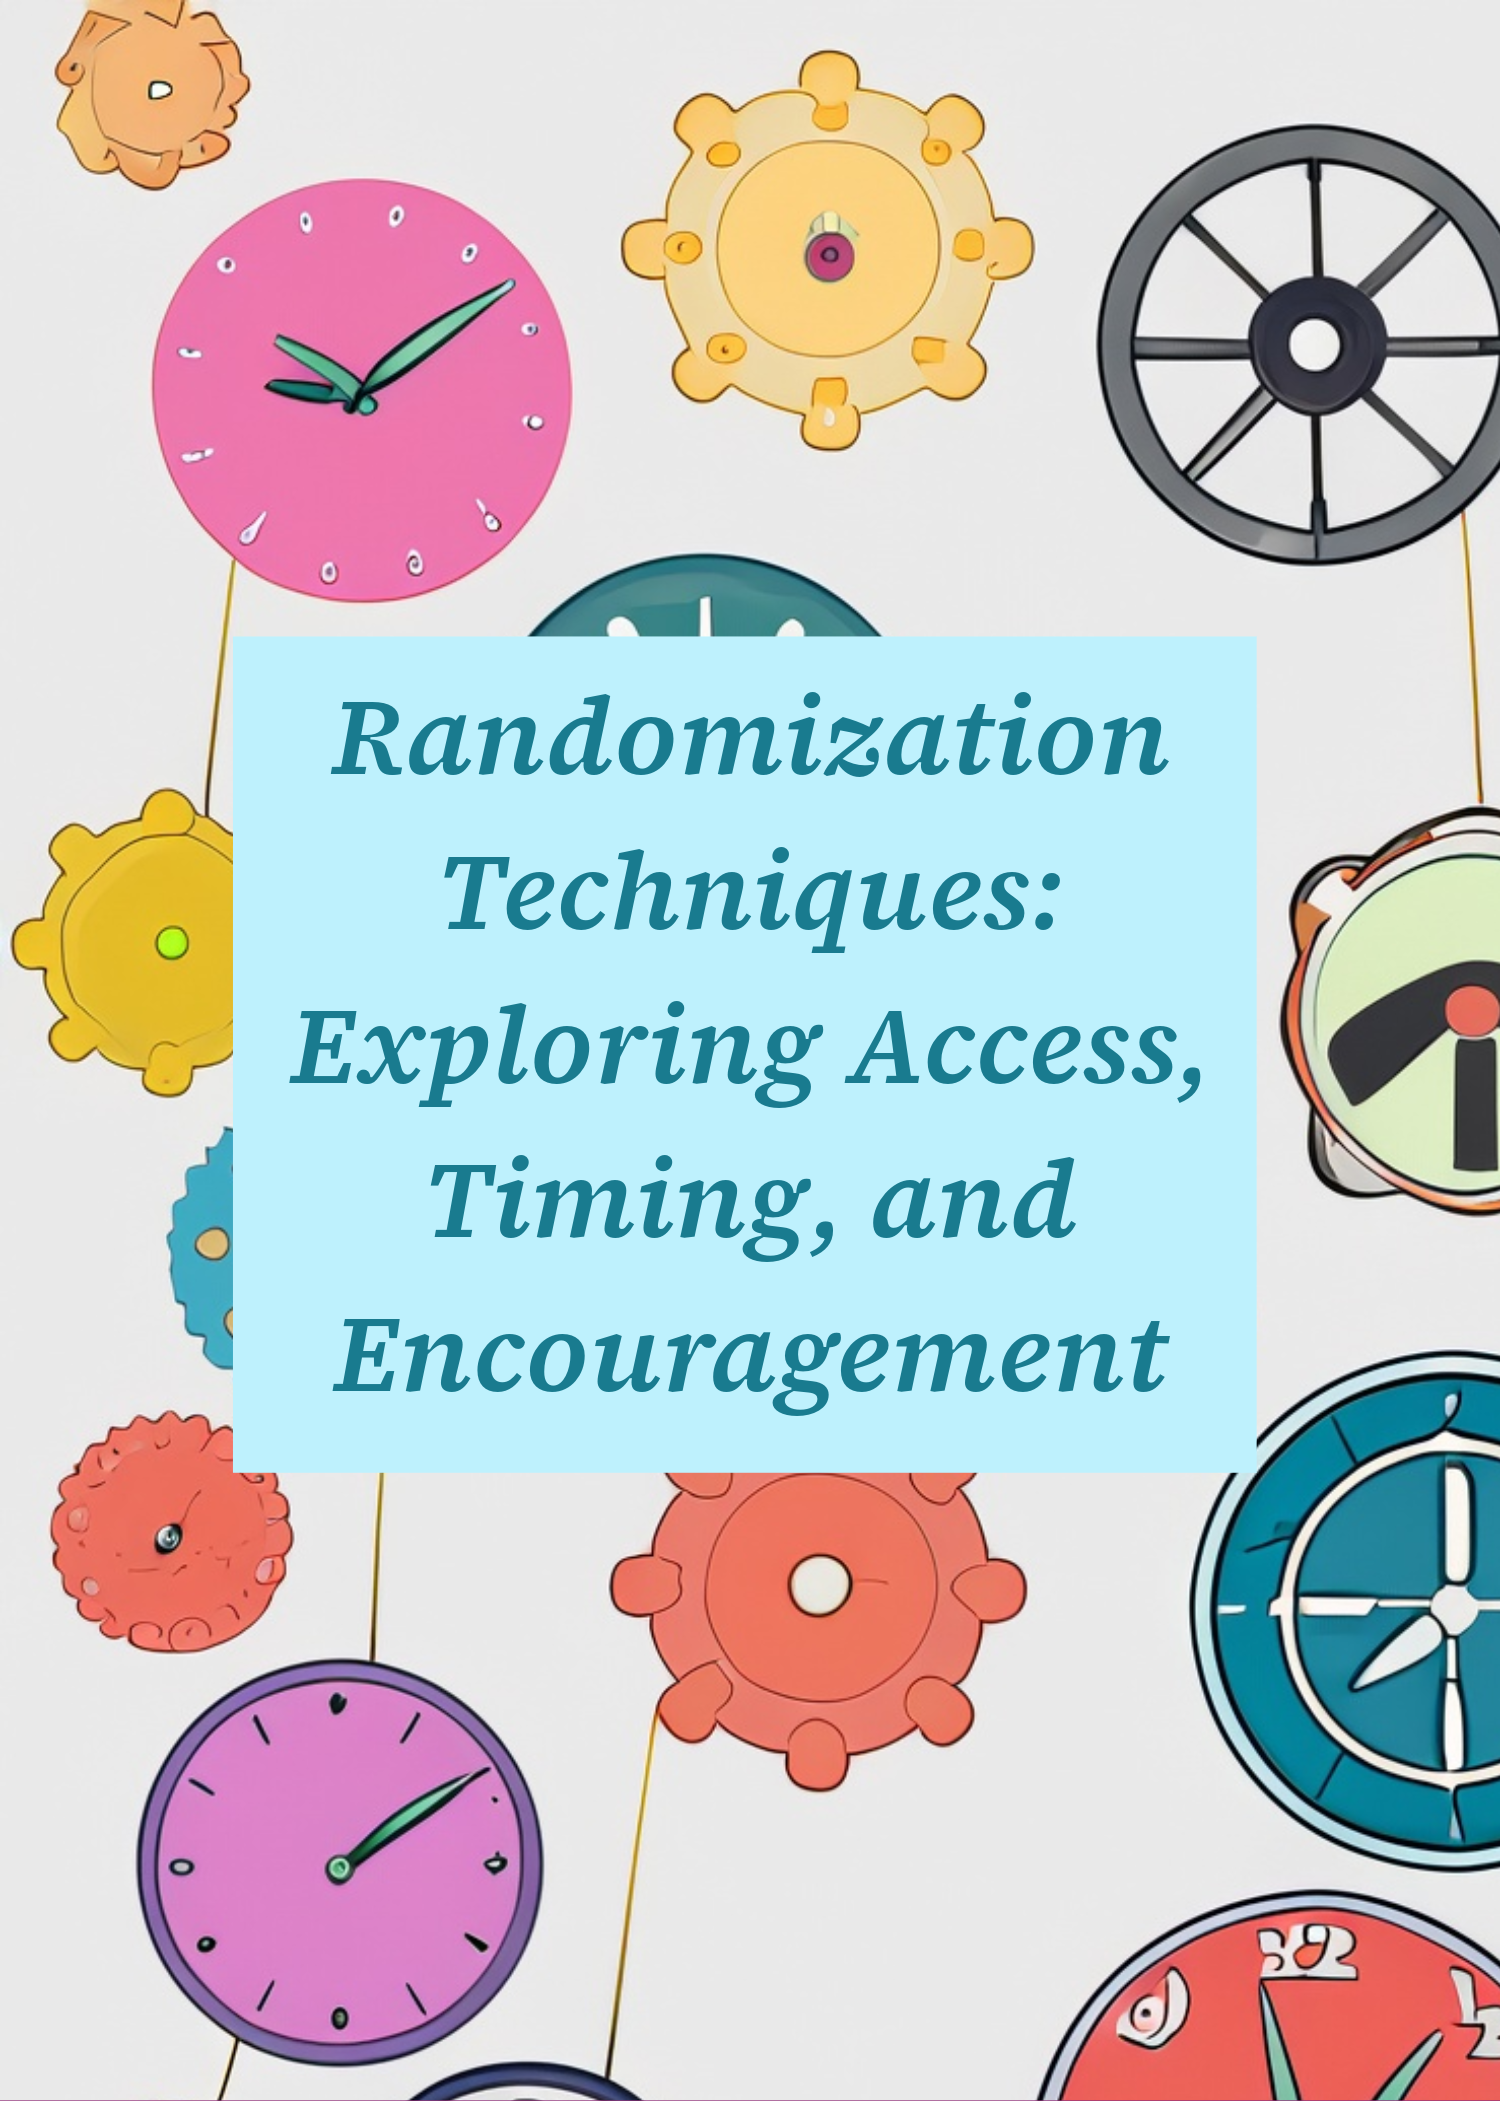 Randomization
Techniques:
Exploring Access,
Timing, and
Encouragement